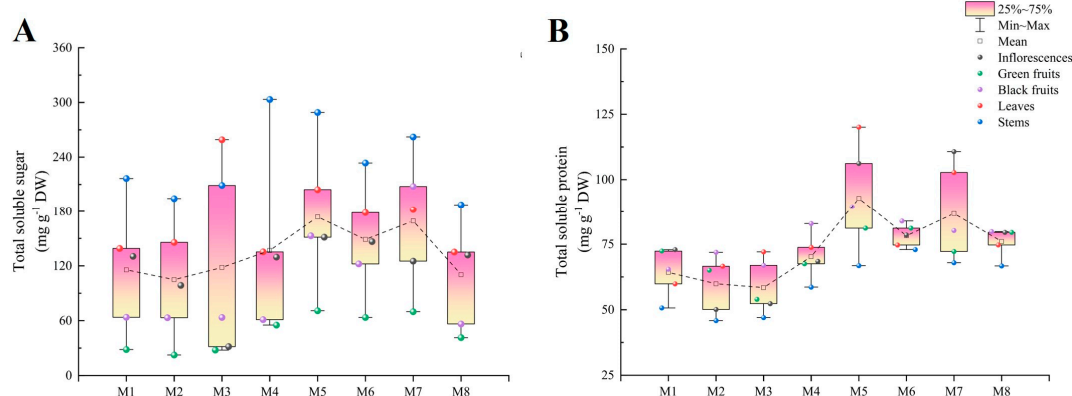 A
Total soluble sugar
(mg g-1 DW)
360
300
240
180
120
60
0
M1 M2 M3 M4 M5 M6 M7 M8
B
Total soluble protein
(mg g-1 DW)
150
125
100
75
50
25
M1 M2 M3 M4 M5 M6 M7 M8
25%~75%
Min~Max
Mean
Inflorescences
Green fruits
Black fruits
Leaves
Stems